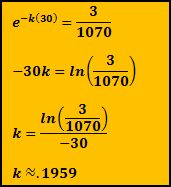 e^{-k(30)} = 3/1070
-30k = ln(3/1070)
k = ln(3/1070)/-30
k ≈.1959